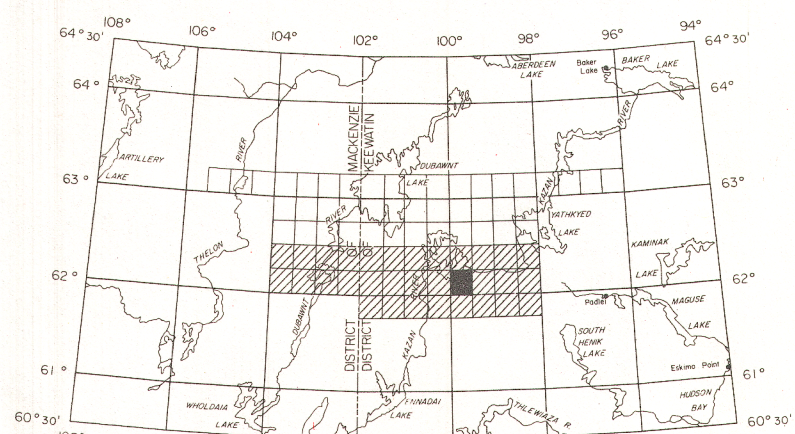 108°
106°
104°
102°
100°
98°
96°
94°
64° 30'
64° 30'
ABERDEEN
LAKE
Baker
Lake
BAKER LAKE
64°
64°
MACKENZIE
KEEWATIN
RIVER
RIVER
ARTILLERY
LAKE
DUBAWNT
LAKE
63°
63°
KAZAN
RIVER
YATHKYED
LAKE
THELON
OF
OF
KAMINAK
LAKE
62°
62°
RIVER
Padlei
MAGUSE
LAKE
DUBAWNT
DISTRICT
DISTRICT
KAZAN
SOUTH
HENIK
LAKE
61°
61°
Eskimo Point
WHOLDAIA
LAKE
ENNADAI
LAKE
THLEWIAZA R.
HUDSON
BAY
60° 30'
60° 30'